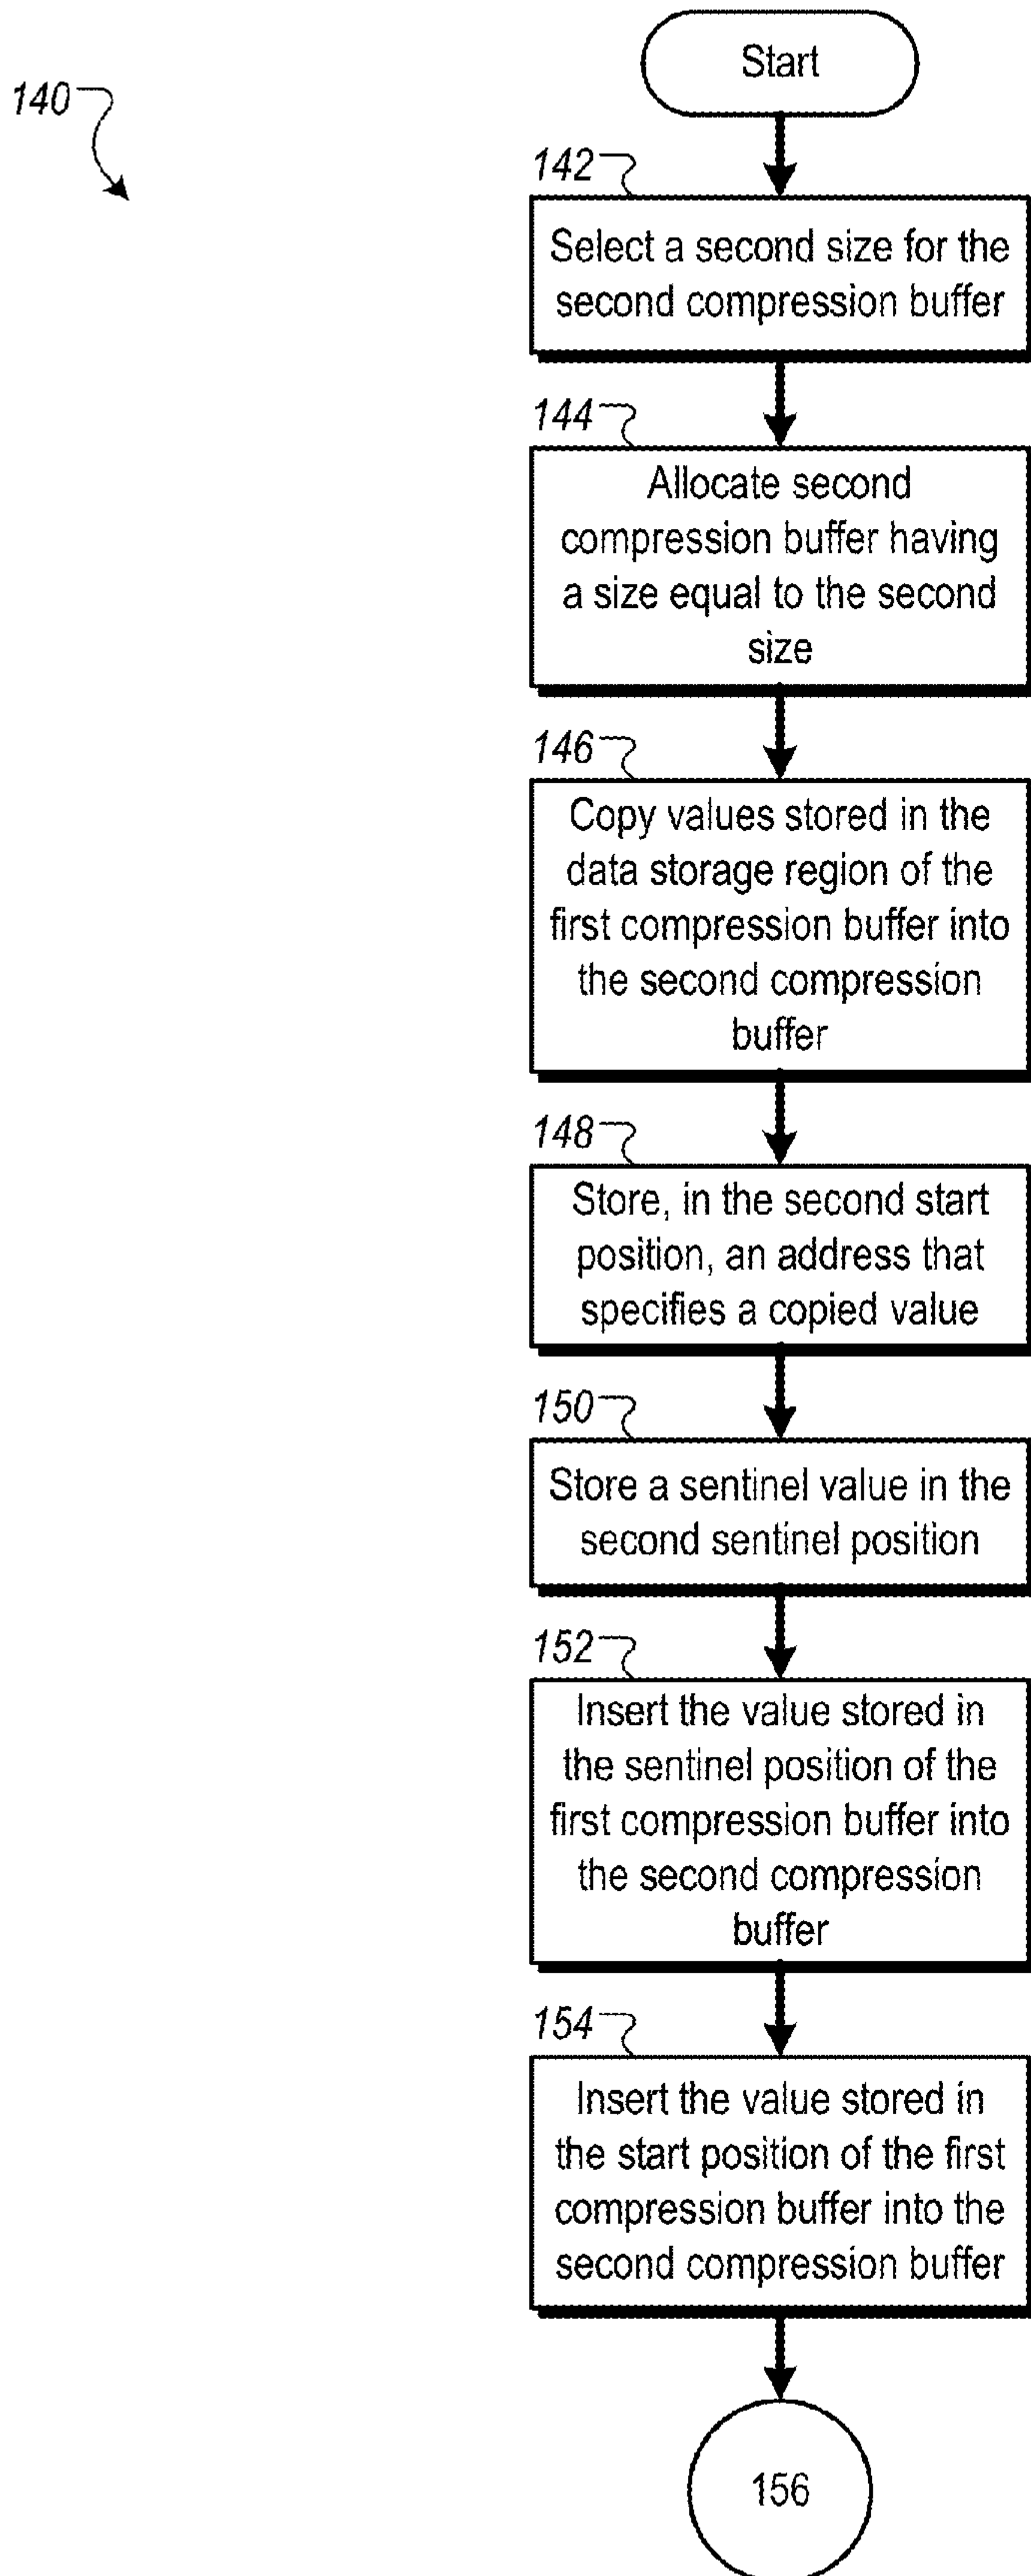 140
Start
142
Select a second size for the
second compression buffer
144
Allocate second
compression buffer having
a size equal to the second
size
146
Copy values stored in the
data storage region of the
first compression buffer into
the second compression
buffer
148
Store, in the second start
position, an address that
specifies a copied value
150
Store a sentinel value in the
second sentinel position
152
Insert the value stored in
the sentinel position of the
first compression buffer into
the second compression
buffer
154
Insert the value stored in
the start position of the first
compression buffer into the
second compression buffer
156